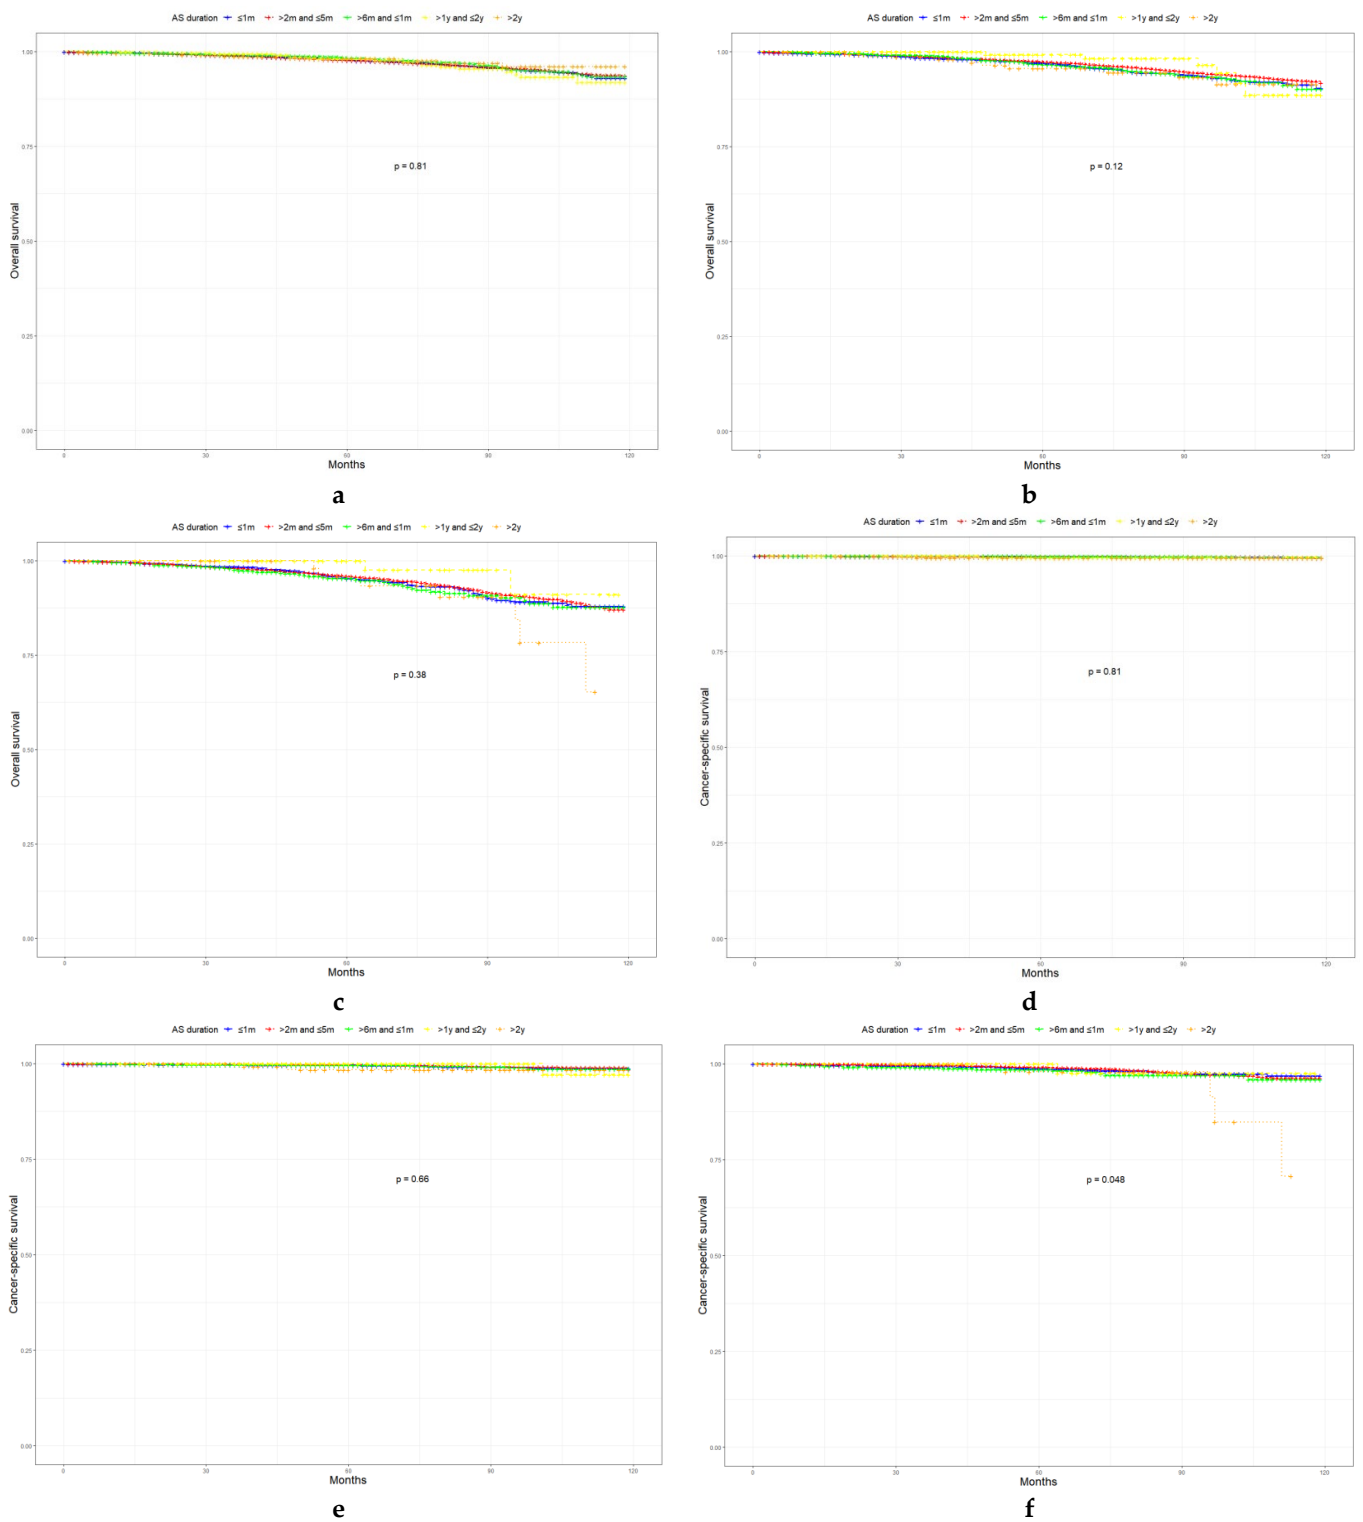 AS duration ≤1m >2m and ≤5m >6m and ≤1m >1y and ≤2y >2y
1.00
0.75
0.50
0.25
0.00
Overall survival
p = 0.81
0 30 60 90 120
Months
a
AS duration ≤1m >2m and ≤5m >6m and ≤1m >1y and ≤2y >2y
1.00
0.75
0.50
0.25
0.00
Overall survival
p = 0.12
0 30 60 90 120
Months
b
AS duration ≤1m >2m and ≤5m >6m and ≤1m >1y and ≤2y >2y
1.00
0.75
0.50
0.25
0.00
Overall survival
p = 0.38
0 30 60 90 120
Months
c
AS duration ≤1m >2m and ≤5m >6m and ≤1m >1y and ≤2y >2y
1.00
0.75
0.50
0.25
0.00
Cancer-specific survival
p = 0.81
0 30 60 90 120
Months
d
AS duration ≤1m >2m and ≤5m >6m and ≤1m >1y and ≤2y >2y
1.00
0.75
0.50
0.25
0.00
Cancer-specific survival
p = 0.66
0 30 60 90 120
Months
e
AS duration ≤1m >2m and ≤5m >6m and ≤1m >1y and ≤2y >2y
1.00
0.75
0.50
0.25
0.00
Cancer-specific survival
p = 0.048
0 30 60 90 120
Months
f